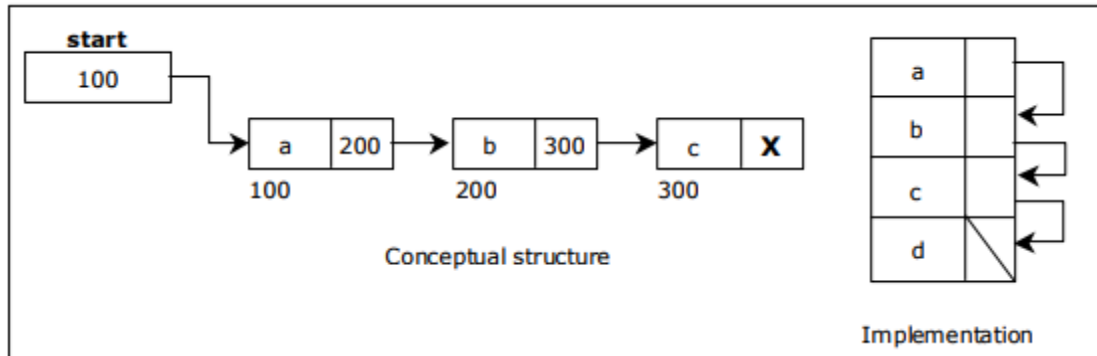 start
100
a 200 b 300 c X
100 200 300
Conceptual structure
a
b
c
d
Implementation